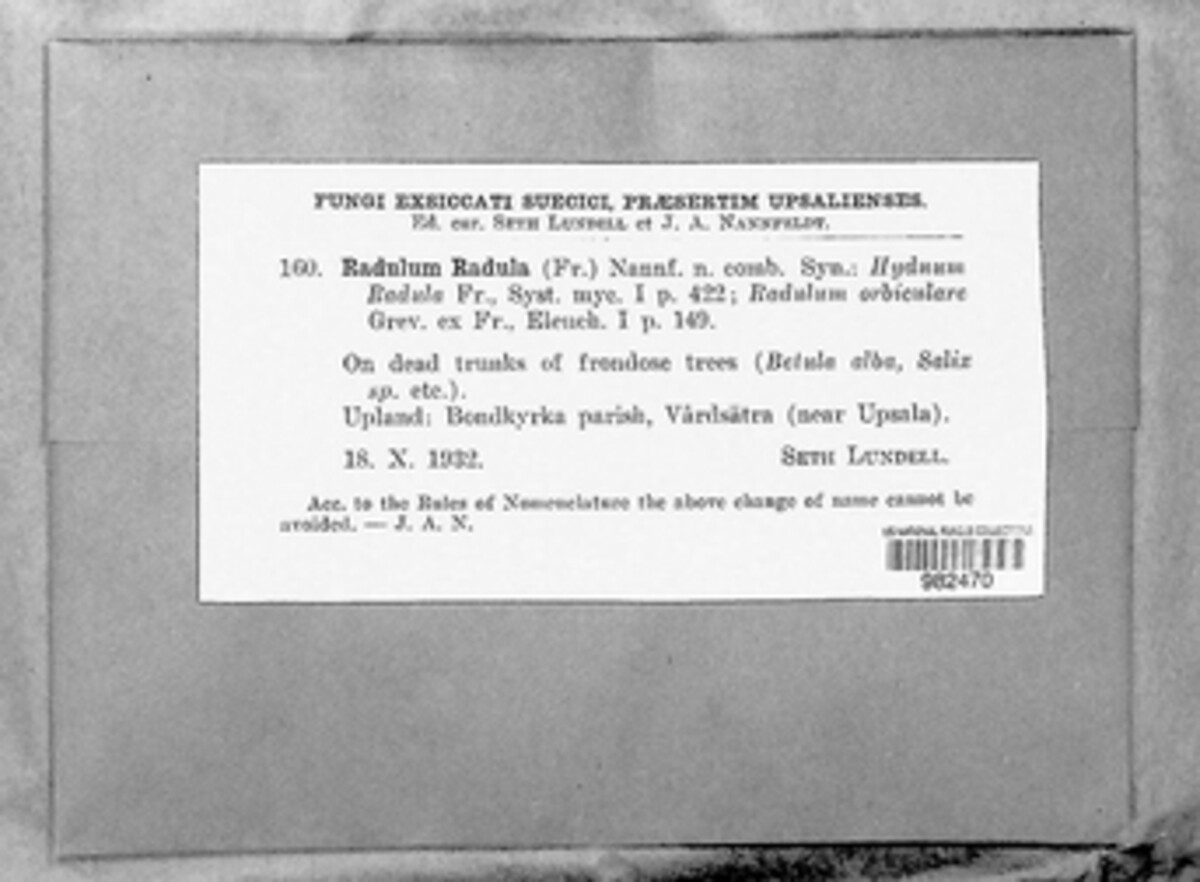 FUNGI EXSICCATI SUECICI, PRÆSERTIM UPSALIENSES.
Ed. cur. SETH LUNDELL et J. A. NANNFELDT.
160. Radulum Radula (Fr.) Nannf. n. comb. Syn.: Hydnum
Radula Fr., Syst. myc. I p. 422; Radulum orbiculare
Grev. ex Fr., Elench. I p. 149.
On dead trunks of frondose trees (Betula alba, Salix
sp. etc.).
Upland: Bondkyrka parish, Vårdsätra (near Upsala).
18. X. 1932. SETH LUNDELL.
Acc. to the Rules of Nomenclature the above change of name cannot be
avoided. — J. A. N.
982470